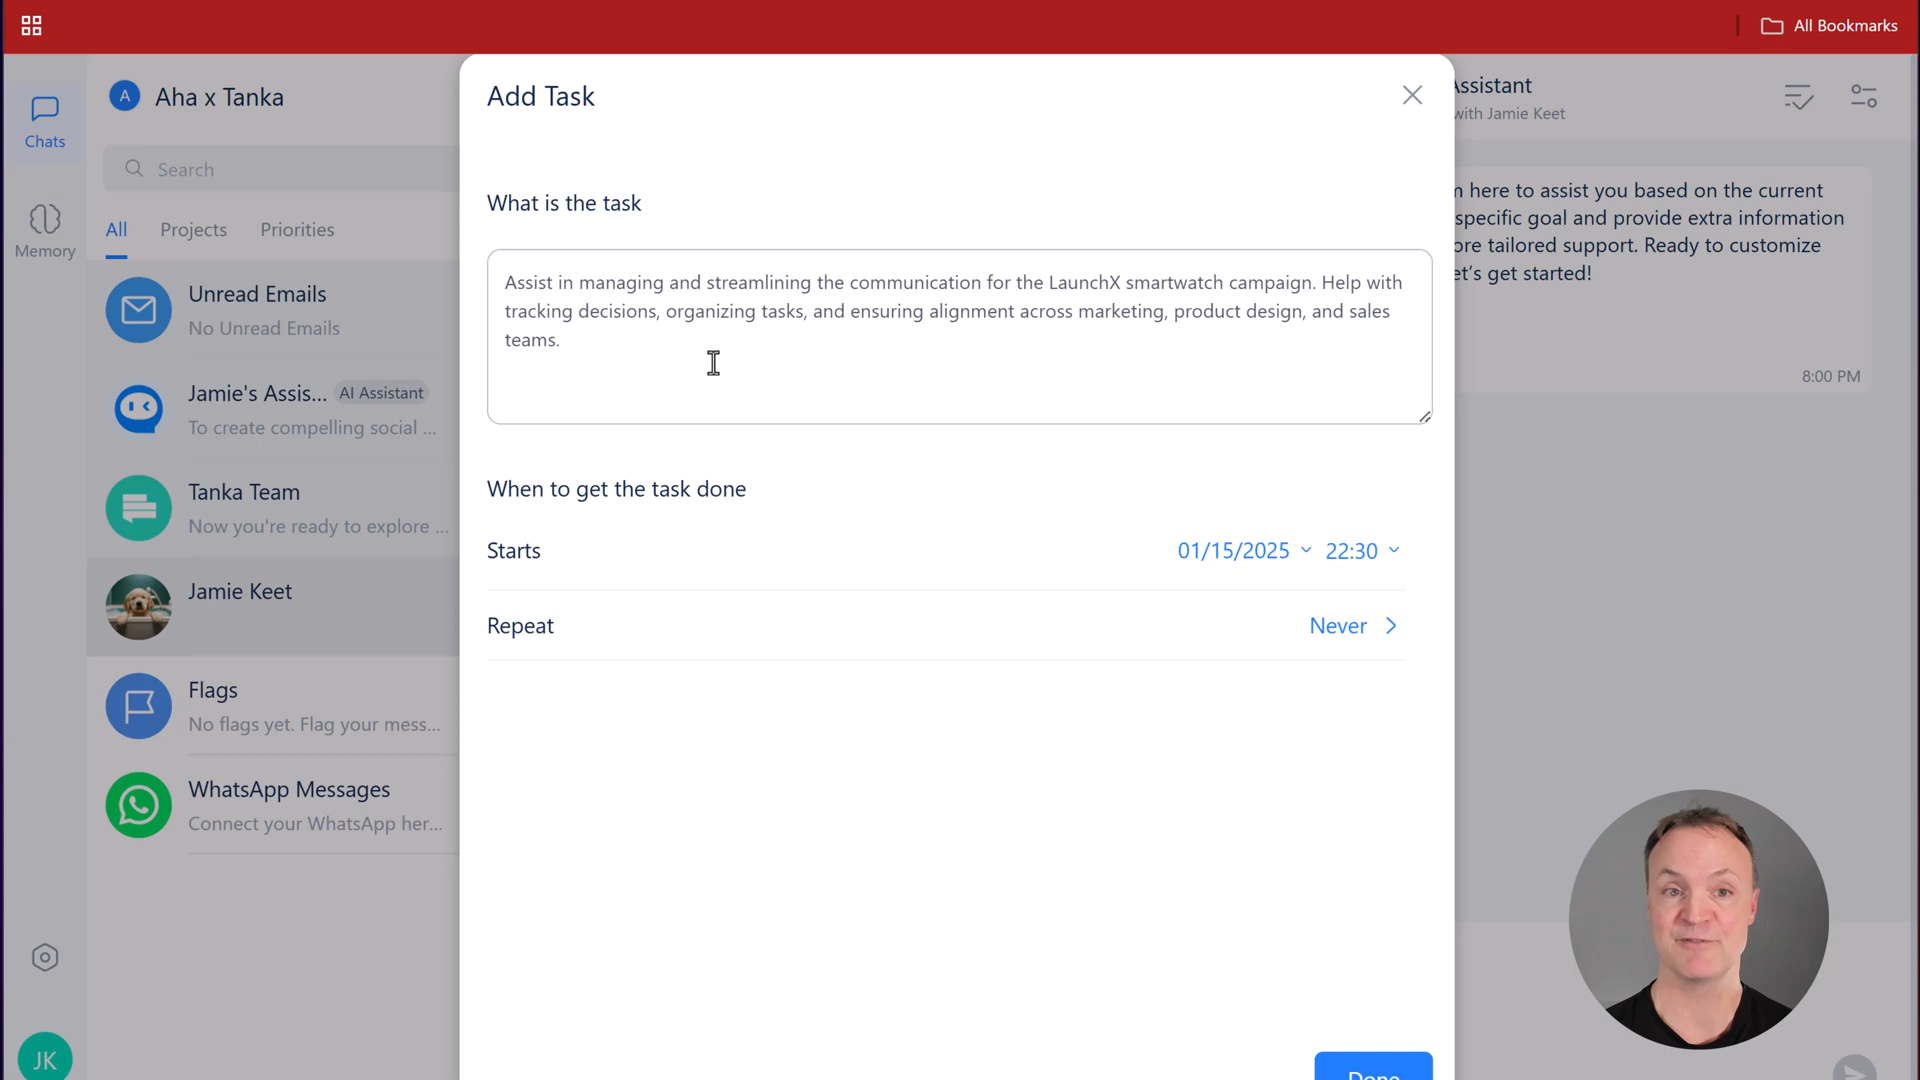 All Bookmarks
Chats
Memory
JK
A
Aha x Tanka
Search
All
Projects
Priorities
Unread Emails
No Unread Emails
Jamie's Assis...
AI Assistant
To create compelling social ...
Tanka Team
Now you're ready to explore ...
Jamie Keet
Flags
No flags yet. Flag your mess...
WhatsApp Messages
Connect your WhatsApp her...
Add Task
What is the task
Assist in managing and streamlining the communication for the LaunchX smartwatch campaign. Help with
tracking decisions, organizing tasks, and ensuring alignment across marketing, product design, and sales
teams.
When to get the task done
Starts
01/15/2025
22:30
Repeat
Never
Done
Assistant
with Jamie Keet
here to assist you based on the current
specific goal and provide extra information
tailored support. Ready to customize
get started!
8:00 PM